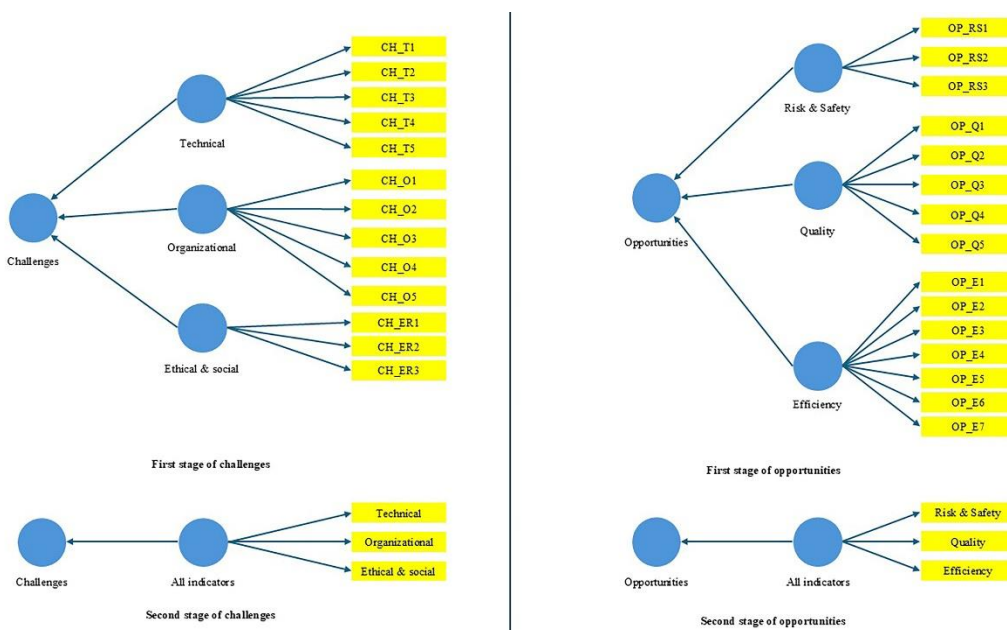 CH_T1
CH_T2
CH_T3
CH_T4
CH_T5
Technical
CH_O1
CH_O2
CH_O3
CH_O4
CH_O5
Organizational
Challenges
CH_ER1
CH_ER2
CH_ER3
Ethical & social
First stage of challenges
Technical
Organizational
Ethical & social
Challenges
All indicators
Second stage of challenges
OP_RS1
OP_RS2
OP_RS3
Risk & Safety
OP_Q1
OP_Q2
OP_Q3
OP_Q4
OP_Q5
Quality
Opportunities
OP_E1
OP_E2
OP_E3
OP_E4
OP_E5
OP_E6
OP_E7
Efficiency
First stage of opportunities
Risk & Safety
Quality
Efficiency
Opportunities
All indicators
Second stage of opportunities